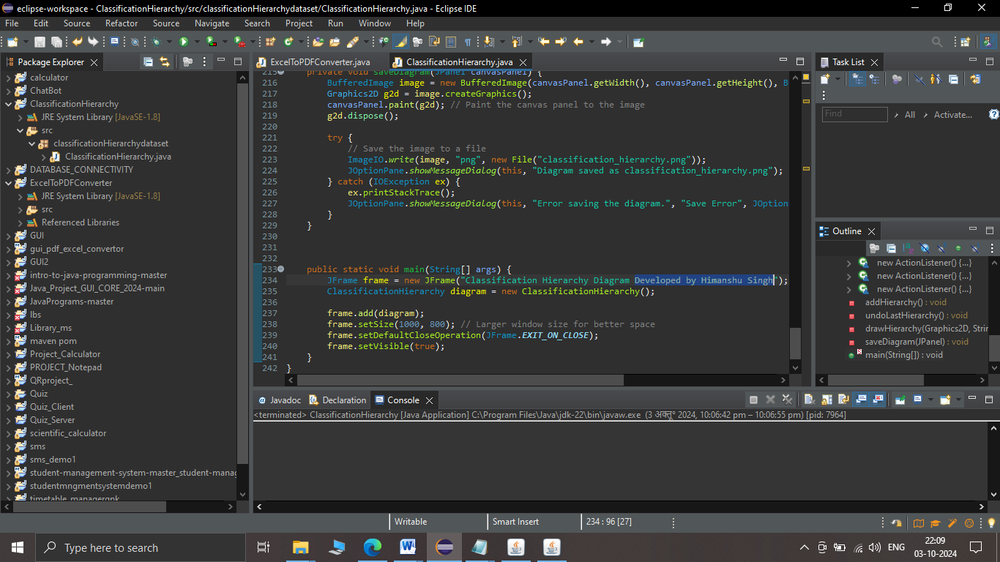 eclipse-workspace - ClassificationHierarchy/src/classificationHierarchydataset/ClassificationHierarchy.java - Eclipse IDE
File Edit Source Refactor Source Navigate Search Project Run Window Help
Package Explorer
calculator
ChatBot
ClassificationHierarchy
JRE System Library [JavaSE-1.8]
src
classificationHierarchydataset
ClassificationHierarchy.java
DATABASE_CONNECTIVITY
ExcelToPDFConverter
JRE System Library [JavaSE-1.8]
src
Referenced Libraries
GUI
gui_pdf_excel_convertor
GUI2
intro-to-java-programming-master
Java_Project_GUI_CORE_2024-main
JavaPrograms-master
lbs
Library_ms
maven pom
Project_Calculator
PROJECT_Notepad
QRproject_
Quiz
Quiz_Client
Quiz_Server
scientific_calculator
sms
sms_demo1
student-management-system-master_student-manag
studentmngmentsystemdemo1
timetable_managergpk
ExcelToPDFConverter.java ClassificationHierarchy.java
215 private void saveDiagram(JPanel canvasPanel) {
216 BufferedImage image = new BufferedImage(canvasPanel.getWidth(), canvasPanel.getHeight(), B
217 Graphics2D g2d = image.createGraphics();
218 canvasPanel.paint(g2d); // Paint the canvas panel to the image
219 g2d.dispose();
220
221 try {
222 // Save the image to a file
223 ImageIO.write(image, "png", new File("classification_hierarchy.png"));
224 JOptionPane.showMessageDialog(this, "Diagram saved as classification_hierarchy.png");
225 } catch (IOException ex) {
226 ex.printStackTrace();
227 JOptionPane.showMessageDialog(this, "Error saving the diagram.", "Save Error", JOption
228 }
229 }
230
231
232
233 public static void main(String[] args) {
234 JFrame frame = new JFrame("Classification Hierarchy Diagram Developed by Himanshu Singh");
235 ClassificationHierarchy diagram = new ClassificationHierarchy();
236
237 frame.add(diagram);
238 frame.setSize(1000, 800); // Larger window size for better space
239 frame.setDefaultCloseOperation(JFrame.EXIT_ON_CLOSE);
240 frame.setVisible(true);
241 }
242 }
Task List
Find All Activate...
Outline
new ActionListener() {...}
new ActionListener() {...}
new ActionListener() {...}
addHierarchy() : void
undoLastHierarchy() : void
drawHierarchy(Graphics2D, Strin
saveDiagram(JPanel) : void
main(String[]) : void
Javadoc Declaration Console
<terminated> ClassificationHierarchy [Java Application] C:\Program Files\Java\jdk-22\bin\javaw.exe (3 अक्तू॰ 2024, 10:06:42 pm – 10:06:55 pm) [pid: 7964]
Writable Smart Insert 234 : 96 [27]
Type here to search
ENG
22:09
03-10-2024